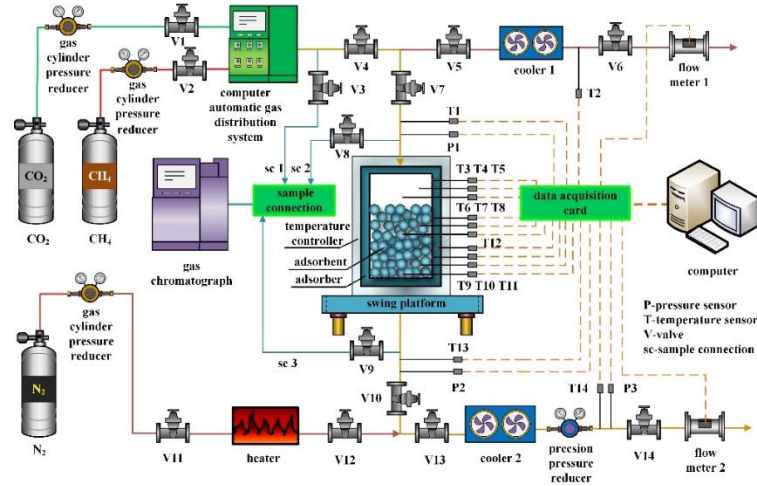 gas
cylinder
pressure
reducer
V1
gas
cylinder
pressure
reducer
V2
computer
automatic gas
distribution
system
V3
V4
V5
cooler 1
V6
flow
meter 1
V7
T2
T1
P1
V8
sc 1
sc 2
CO₂
CO₂
CH₄
CH₄
sample
connection
gas
chromatograph
T3 T4 T5
T6 T7 T8
T12
T9 T10 T11
temperature
controller
adsorbent
adsorber
swing platform
data acquisition
card
computer
P-pressure sensor
T-temperature sensor
V-valve
sc-sample connection
gas
cylinder
pressure
reducer
N₂
N₂
sc 3
V9
T13
P2
V10
T14
P3
V11
heater
V12
V13
cooler 2
precsion
pressure
reducer
V14
flow
meter 2